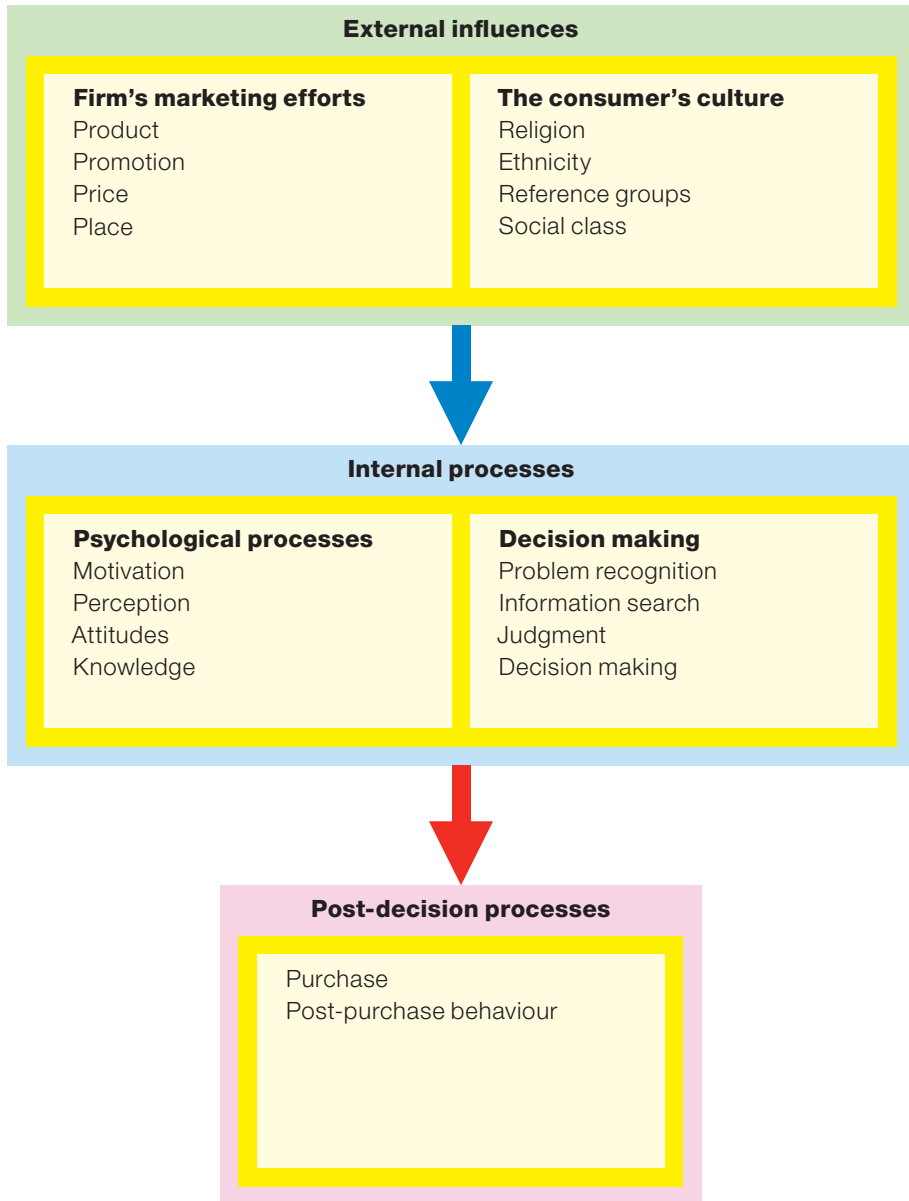 External influences
Firm's marketing efforts
Product
Promotion
Price
Place
The consumer's culture
Religion
Ethnicity
Reference groups
Social class
Internal processes
Psychological processes
Motivation
Perception
Attitudes
Knowledge
Decision making
Problem recognition
Information search
Judgment
Decision making
Post-decision processes
Purchase
Post-purchase behaviour